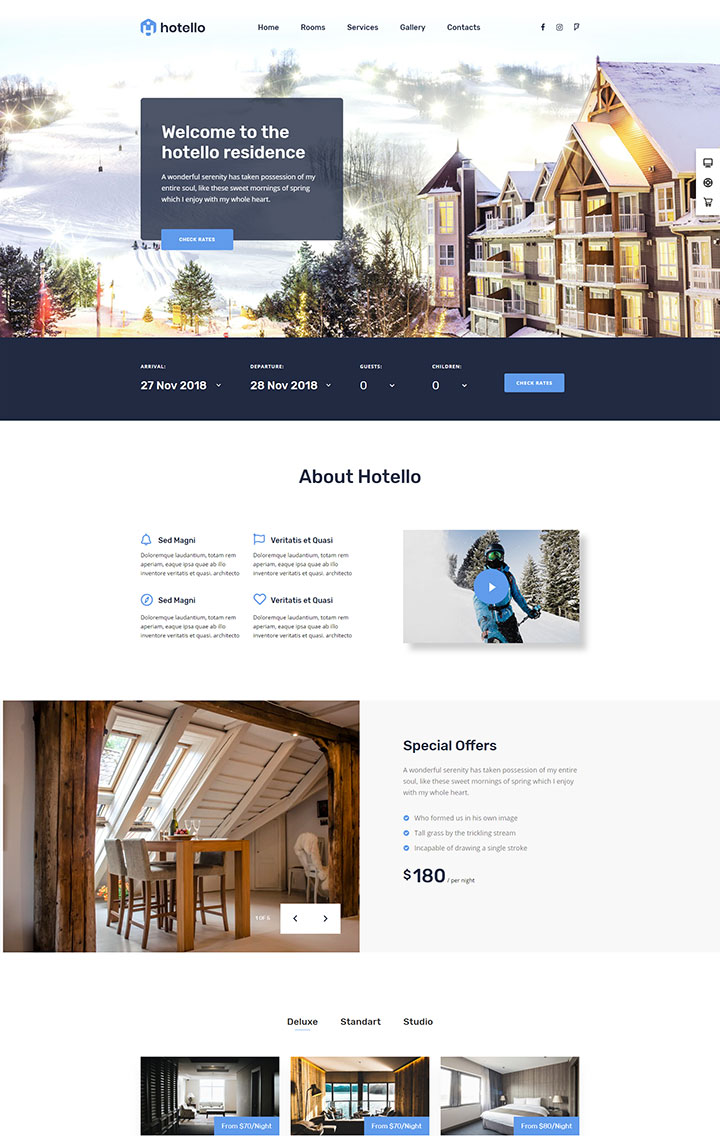 hotello
Home Rooms Services Gallery Contacts
Welcome to the
hotello residence
A wonderful serenity has taken possession of my
entire soul, like these sweet mornings of spring
which I enjoy with my whole heart.
CHECK RATES
ARRIVAL: DEPARTURE: GUESTS: CHILDREN:
27 Nov 2018 28 Nov 2018 0 0 CHECK RATES
About Hotello
Sed Magni
Doloremque laudantium, totam rem
aperiam, eaque ipsa quae ab illo
inventore veritatis et quasi. architecto
Veritatis et Quasi
Doloremque laudantium, totam rem
aperiam, eaque ipsa quae ab illo
inventore veritatis et quasi. architecto
Sed Magni
Doloremque laudantium, totam rem
aperiam, eaque ipsa quae ab illo
inventore veritatis et quasi. architecto
Veritatis et Quasi
Doloremque laudantium, totam rem
aperiam, eaque ipsa quae ab illo
inventore veritatis et quasi. architecto
1 OF 6
Special Offers
A wonderful serenity has taken possession of my entire
soul, like these sweet mornings of spring which I enjoy
with my whole heart.
Who formed us in his own image
Tall grass by the trickling stream
Incapable of drawing a single stroke
$180 / per night
Deluxe Standart Studio
From $70/Night From $70/Night From $80/Night